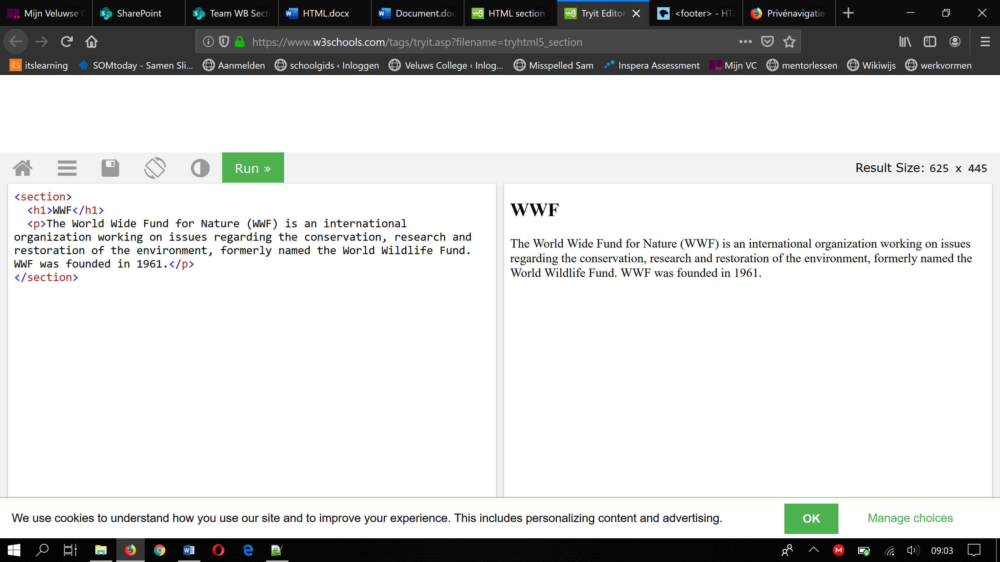 Mijn Veluwse
SharePoint
Team WB Secti
HTML.docx
Document.doc
HTML section
Tryit Editor
<footer> - HTI
Privénavigatie
https://www.w3schools.com/tags/tryit.asp?filename=tryhtml5_section
its itslearning
SOMtoday - Samen Sli...
Aanmelden
schoolgids ‹ Inloggen
Veluws College ‹ Inlog...
Misspelled Sam
Inspera Assessment
Mijn VC
mentorlessen
Wikiwijs
werkvormen
Run »
Result Size: 625 x 445
<section>
<h1>WWF</h1>
<p>The World Wide Fund for Nature (WWF) is an international
organization working on issues regarding the conservation, research and
restoration of the environment, formerly named the World Wildlife Fund.
WWF was founded in 1961.</p>
</section>
WWF
The World Wide Fund for Nature (WWF) is an international organization working on issues
regarding the conservation, research and restoration of the environment, formerly named the
World Wildlife Fund. WWF was founded in 1961.
We use cookies to understand how you use our site and to improve your experience. This includes personalizing content and advertising.
OK
Manage choices
09:03